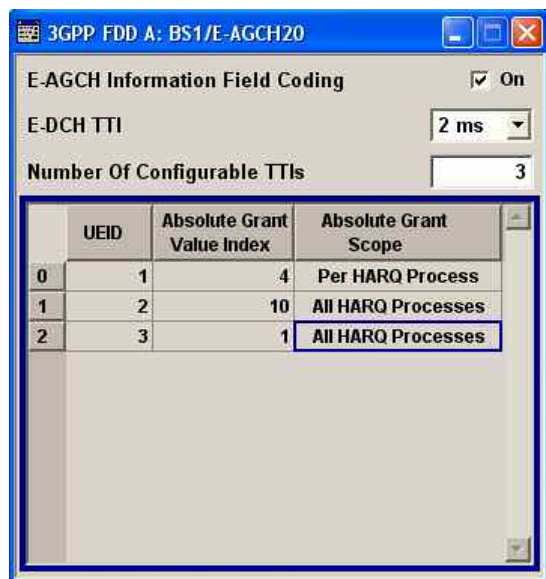 3GPP FDD A: BS1/E-AGCH20
E-AGCH Information Field Coding On
E-DCH TTI 2 ms
Number Of Configurable TTIs 3
UEID Absolute Grant Value Index Absolute Grant Scope
0 1 4 Per HARQ Process
1 2 10 All HARQ Processes
2 3 1 All HARQ Processes